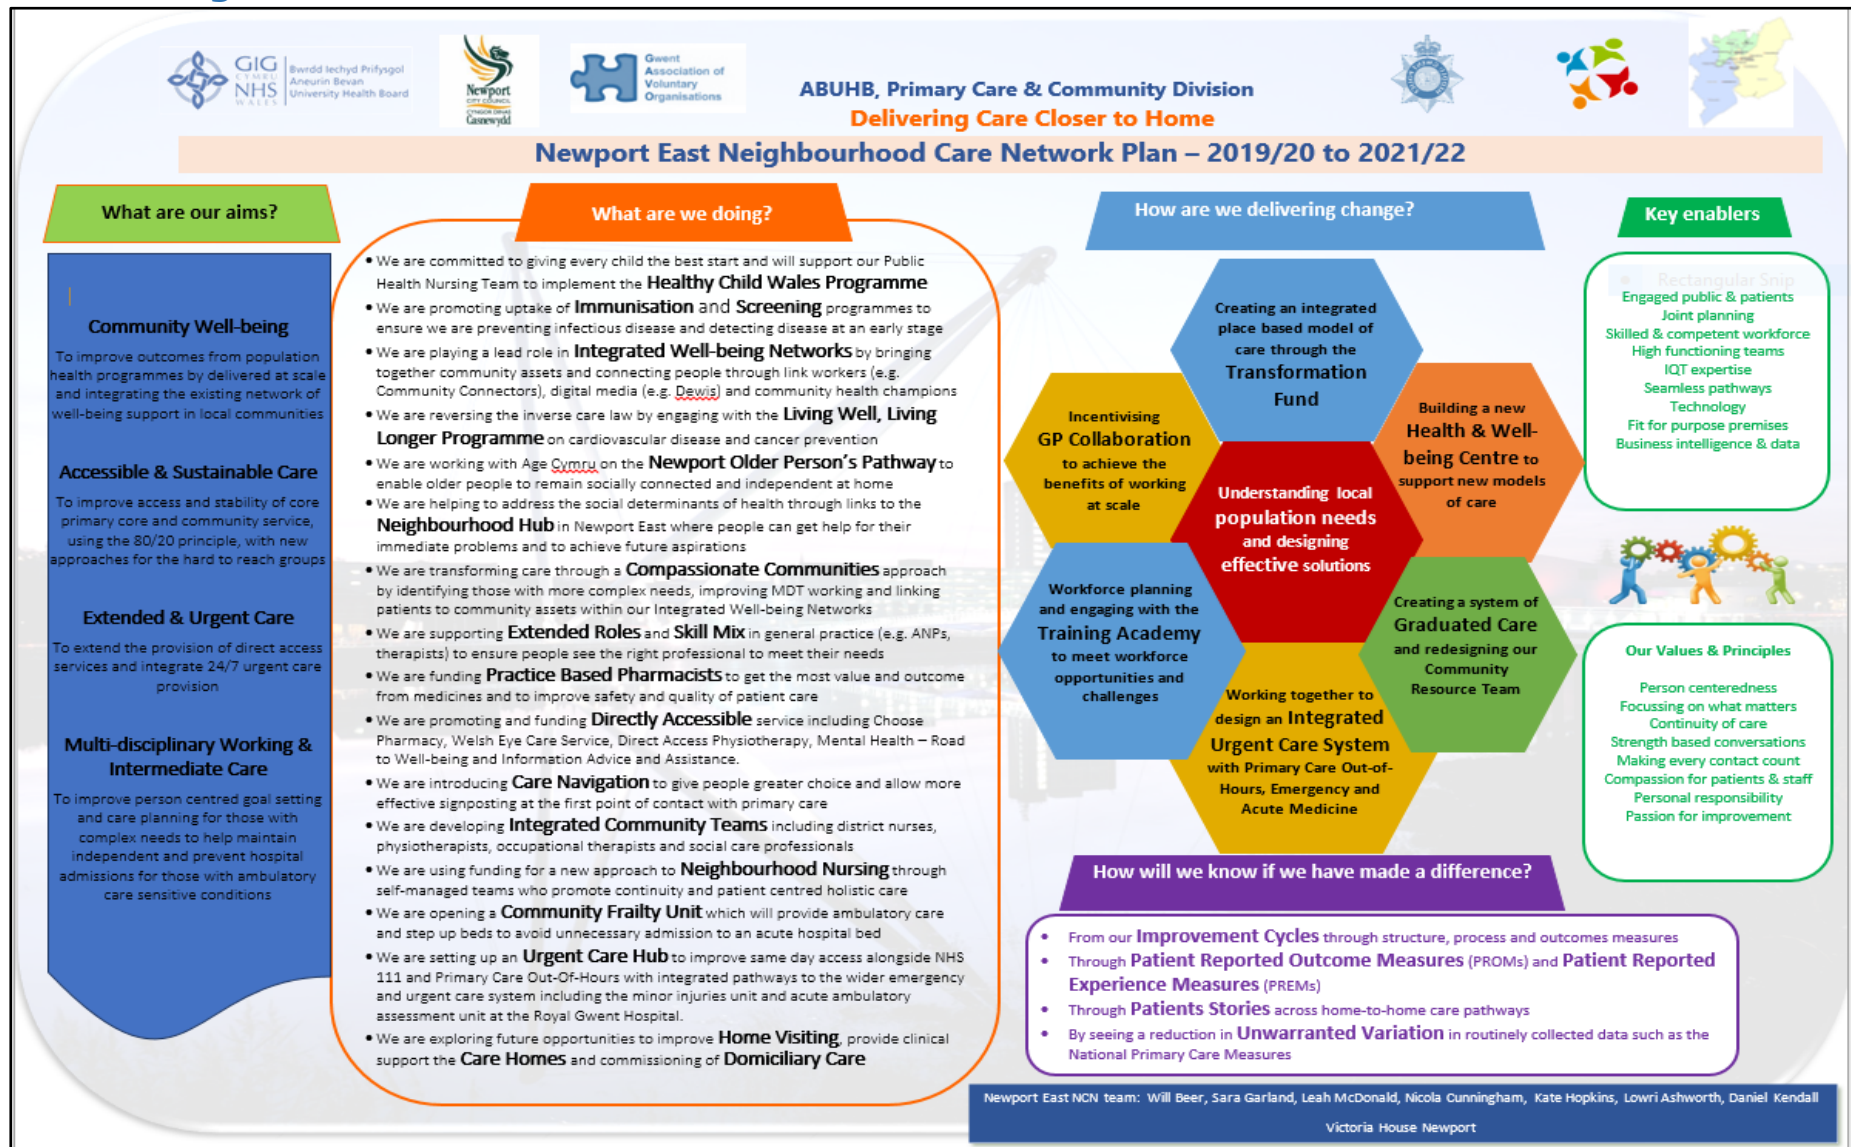 GIG
CYMRU
NHS
WALES
Bwrdd Iechyd Prifysgol
Aneurin Bevan
University Health Board
Newport
CITY COUNCIL
CYNGOR DINAS
Casnewydd
Gwent
Association of
Voluntary
Organisations
ABUHB, Primary Care & Community Division
Delivering Care Closer to Home
Newport East Neighbourhood Care Network Plan – 2019/20 to 2021/22
What are our aims?
Community Well-being
To improve outcomes from population
health programmes by delivered at scale
and integrating the existing network of
well-being support in local communities
Accessible & Sustainable Care
To improve access and stability of core
primary core and community service,
using the 80/20 principle, with new
approaches for the hard to reach groups
Extended & Urgent Care
To extend the provision of direct access
services and integrate 24/7 urgent care
provision
Multi-disciplinary Working &
Intermediate Care
To improve person centred goal setting
and care planning for those with
complex needs to help maintain
independent and prevent hospital
admissions for those with ambulatory
care sensitive conditions
What are we doing?
• We are committed to giving every child the best start and will support our Public
Health Nursing Team to implement the Healthy Child Wales Programme
• We are promoting uptake of Immunisation and Screening programmes to
ensure we are preventing infectious disease and detecting disease at an early stage
• We are playing a lead role in Integrated Well-being Networks by bringing
together community assets and connecting people through link workers (e.g.
Community Connectors), digital media (e.g. Dewis) and community health champions
• We are reversing the inverse care law by engaging with the Living Well, Living
Longer Programme on cardiovascular disease and cancer prevention
• We are working with Age Cymru on the Newport Older Person's Pathway to
enable older people to remain socially connected and independent at home
• We are helping to address the social determinants of health through links to the
Neighbourhood Hub in Newport East where people can get help for their
immediate problems and to achieve future aspirations
• We are transforming care through a Compassionate Communities approach
by identifying those with more complex needs, improving MDT working and linking
patients to community assets within our Integrated Well-being Networks
• We are supporting Extended Roles and Skill Mix in general practice (e.g. ANPs,
therapists) to ensure people see the right professional to meet their needs
• We are funding Practice Based Pharmacists to get the most value and outcome
from medicines and to improve safety and quality of patient care
• We are promoting and funding Directly Accessible service including Choose
Pharmacy, Welsh Eye Care Service, Direct Access Physiotherapy, Mental Health – Road
to Well-being and Information Advice and Assistance.
• We are introducing Care Navigation to give people greater choice and allow more
effective signposting at the first point of contact with primary care
• We are developing Integrated Community Teams including district nurses,
physiotherapists, occupational therapists and social care professionals
• We are using funding for a new approach to Neighbourhood Nursing through
self-managed teams who promote continuity and patient centred holistic care
• We are opening a Community Frailty Unit which will provide ambulatory care
and step up beds to avoid unnecessary admission to an acute hospital bed
• We are setting up an Urgent Care Hub to improve same day access alongside NHS
111 and Primary Care Out-Of-Hours with integrated pathways to the wider emergency
and urgent care system including the minor injuries unit and acute ambulatory
assessment unit at the Royal Gwent Hospital.
• We are exploring future opportunities to improve Home Visiting, provide clinical
support the Care Homes and commissioning of Domiciliary Care
How are we delivering change?
Creating an integrated
place based model of
care through the
Transformation
Fund
Incentivising
GP Collaboration
to achieve the
benefits of working
at scale
Building a new
Health & Well-
being Centre to
support new models
of care
Understanding local
population needs
and designing
effective solutions
Workforce planning
and engaging with the
Training Academy
to meet workforce
opportunities and
challenges
Creating a system of
Graduated Care
and redesigning our
Community
Resource Team
Working together to
design an Integrated
Urgent Care System
with Primary Care Out-of-
Hours, Emergency and
Acute Medicine
How will we know if we have made a difference?
• From our Improvement Cycles through structure, process and outcomes measures
• Through Patient Reported Outcome Measures (PROMs) and Patient Reported
Experience Measures (PREMs)
• Through Patients Stories across home-to-home care pathways
• By seeing a reduction in Unwarranted Variation in routinely collected data such as the
National Primary Care Measures
Key enablers
Rectangular Snip
Engaged public & patients
Joint planning
Skilled & competent workforce
High functioning teams
IQT expertise
Seamless pathways
Technology
Fit for purpose premises
Business intelligence & data
Our Values & Principles
Person centeredness
Focussing on what matters
Continuity of care
Strength based conversations
Making every contact count
Compassion for patients & staff
Personal responsibility
Passion for improvement
Newport East NCN team: Will Beer, Sara Garland, Leah McDonald, Nicola Cunningham, Kate Hopkins, Lowri Ashworth, Daniel Kendall
Victoria House Newport